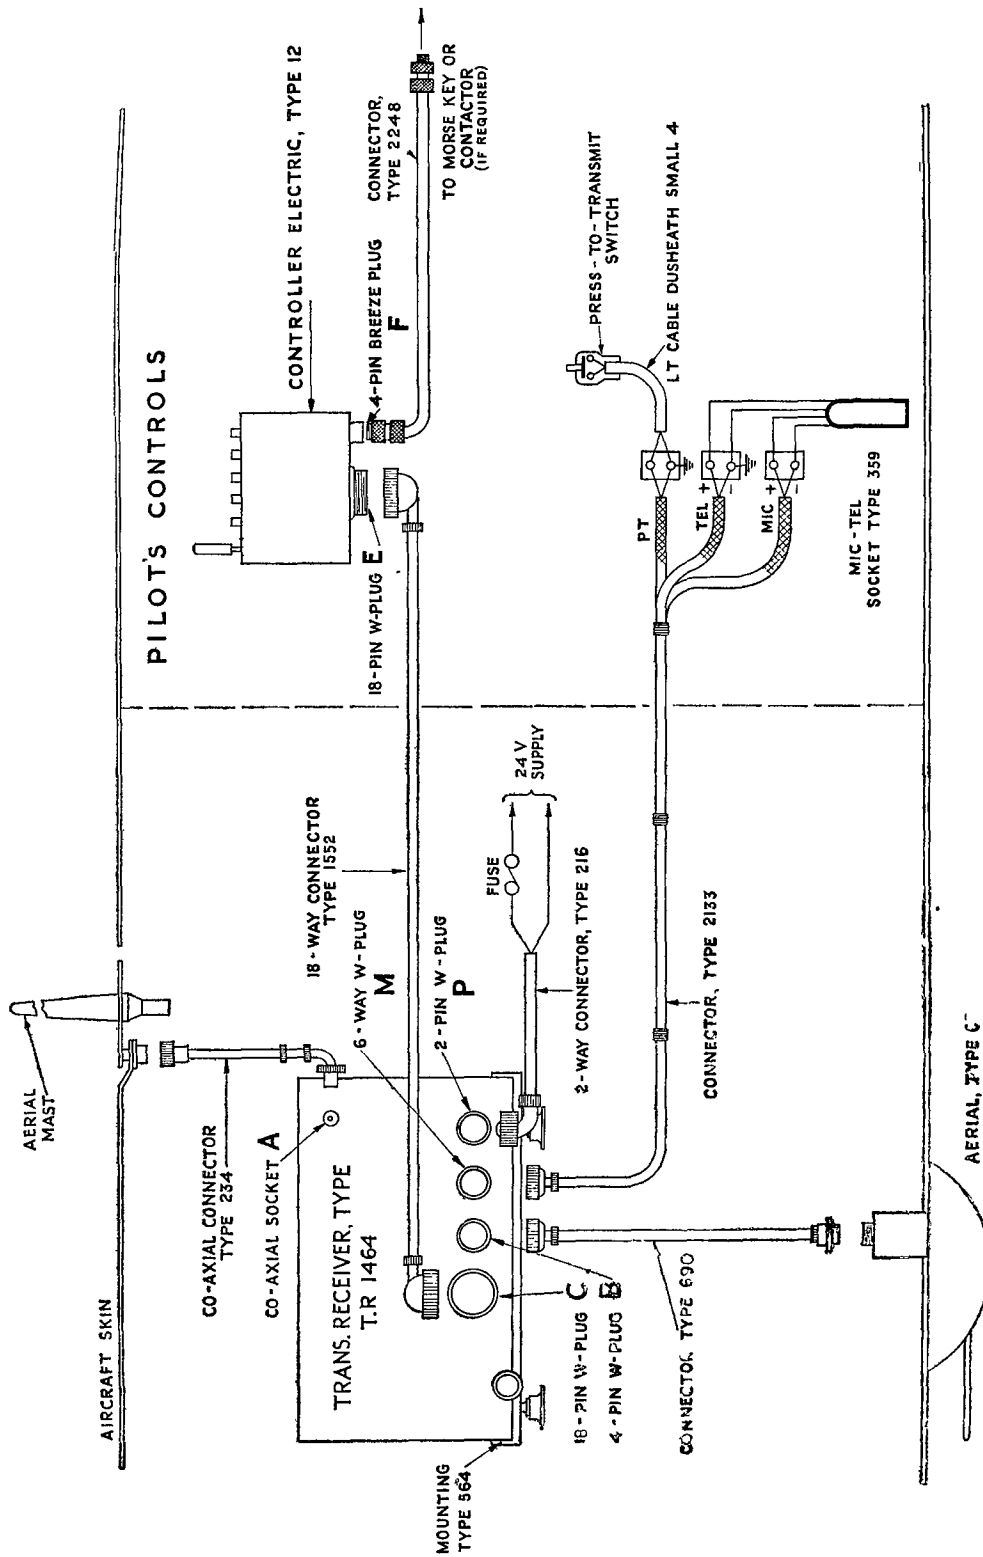 AERIAL
MAST
AIRCRAFT SKIN
PILOT'S CONTROLS
CO-AXIAL CONNECTOR
TYPE 234
CO-AXIAL SOCKET A
18-WAY CONNECTOR
TYPE 1552
CONTROLLER ELECTRIC, TYPE 12
TRANS. RECEIVER, TYPE
T.R 1464
6-WAY W-PLUG
M
2-PIN W-PLUG
P
18-PIN W-PLUG E
4-PIN BREEZE PLUG
F
CONNECTOR,
TYPE 2248
TO MORSE KEY OR
CONTACTOR
(IF REQUIRED)
MOUNTING
TYPE 564
FUSE
24 V
SUPPLY
18-PIN W-PLUG C
4-PIN W-PLUG B
2-WAY CONNECTOR, TYPE 216
PRESS-TO-TRANSMIT
SWITCH
LT CABLE DUSHEATH SMALL 4
PT
TEL + -
MIC + -
CONNECTOR, TYPE 690
CONNECTOR, TYPE 2133
MIC-TEL
SOCKET TYPE 359
AERIAL, TYPE C